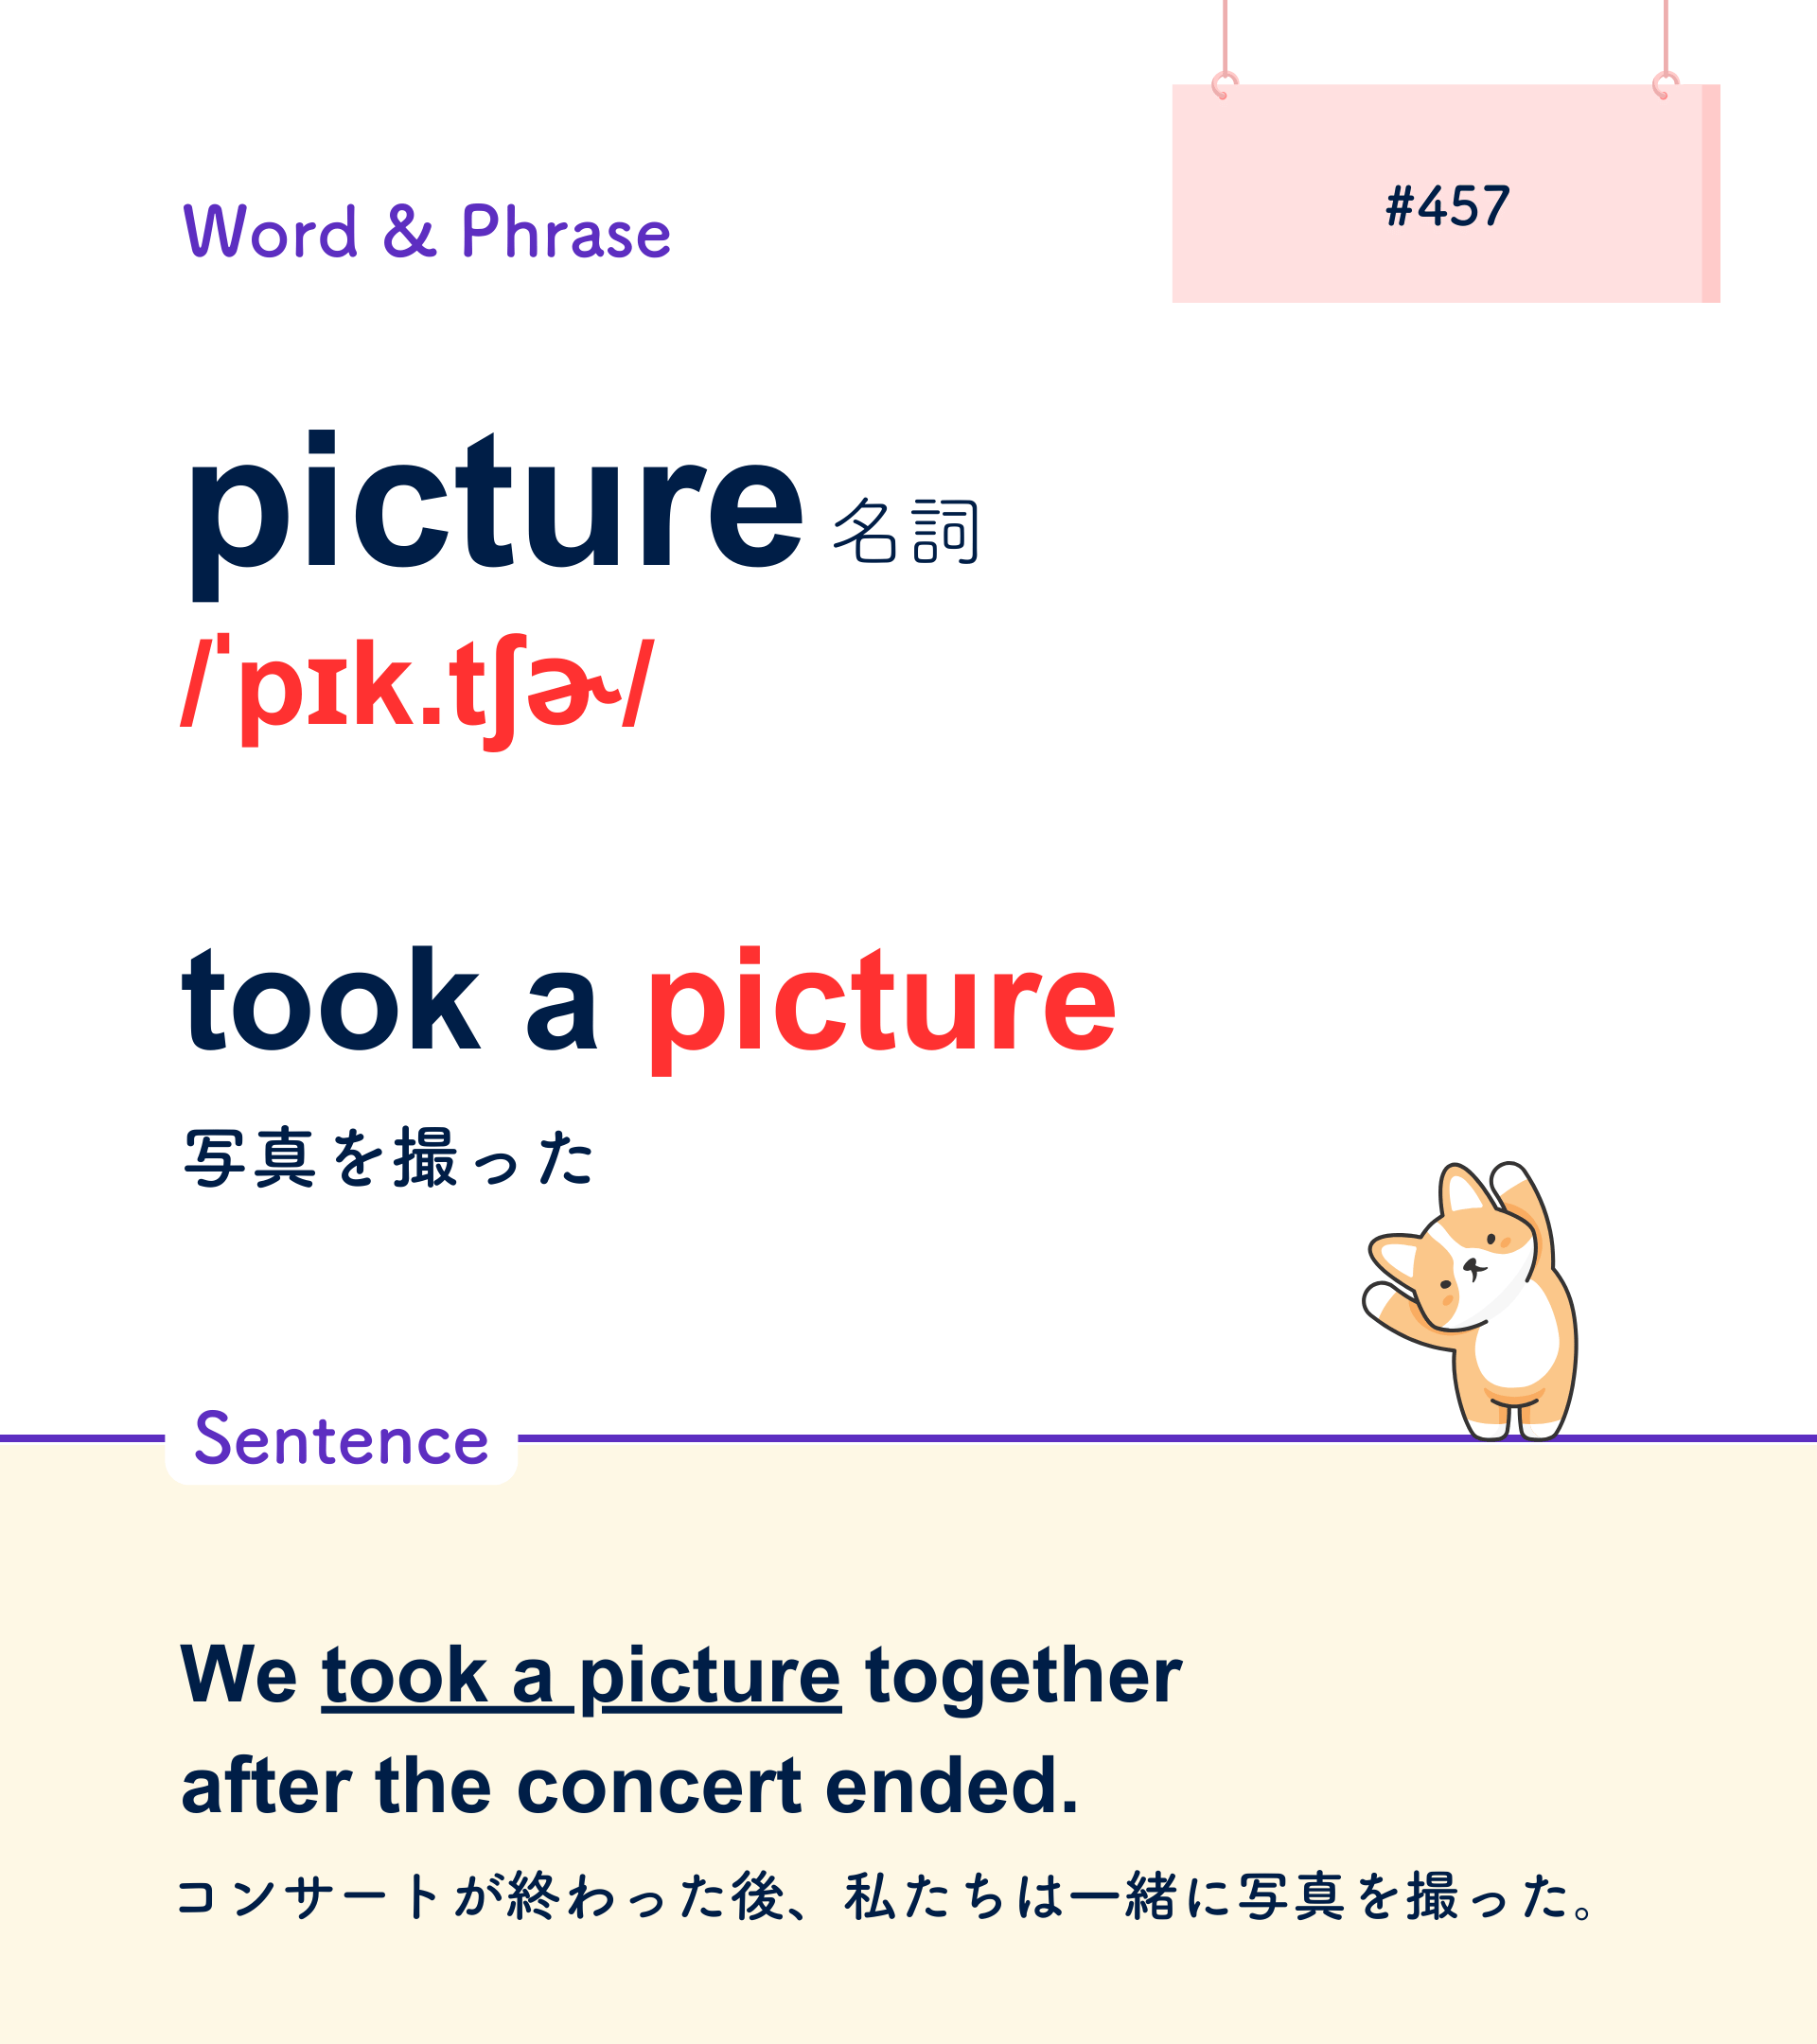 Word & Phrase
#457
picture 名詞
/ˈpɪk.tʃɚ/
took a picture
写真を撮った
Sentence
We took a picture together
after the concert ended.
コンサートが終わった後、私たちは一緒に写真を撮った。